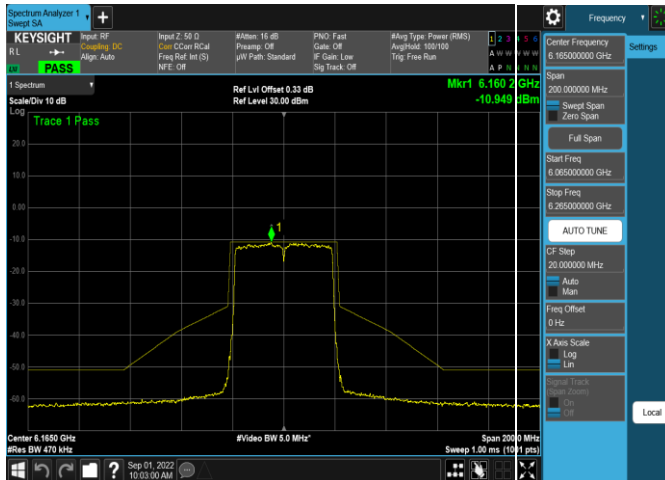 Spectrum Analyzer 1
Swept SA
KEYSIGHT
R L
PASS
Input: RF
Coupling: DC
Align: Auto
Input Z: 50 Ω
Corr CCorr RCal
Freq Ref: Int (S)
NFE: Off
#Atten: 16 dB
Preamp: Off
µW Path: Standard
PNO: Fast
Gate: Off
IF Gain: Low
Sig Track: Off
#Avg Type: Power (RMS)
Avg|Hold: 100/100
Trig: Free Run
1 2 3 4 5 6
A W W W W W
A P N N N N
1 Spectrum
Scale/Div 10 dB
Ref Lvl Offset 0.33 dB
Ref Level 30.00 dBm
Mkr1 6.160 2 GHz
-10.949 dBm
Log
Trace 1 Pass
20.0
10.0
0.00
-10.0
-20.0
-30.0
-40.0
-50.0
-60.0
1
Center 6.1650 GHz
#Res BW 470 kHz
#Video BW 5.0 MHz*
Span 200.0 MHz
Sweep 1.00 ms (1001 pts)
Sep 01, 2022
10:03:00 AM
Frequency
Settings
Center Frequency
6.165000000 GHz
Span
200.000000 MHz
Swept Span
Zero Span
Full Span
Start Freq
6.065000000 GHz
Stop Freq
6.265000000 GHz
AUTO TUNE
CF Step
20.000000 MHz
Auto
Man
Freq Offset
0 Hz
X Axis Scale
Log
Lin
Signal Track
(Span Zoom)
On
Off
Local